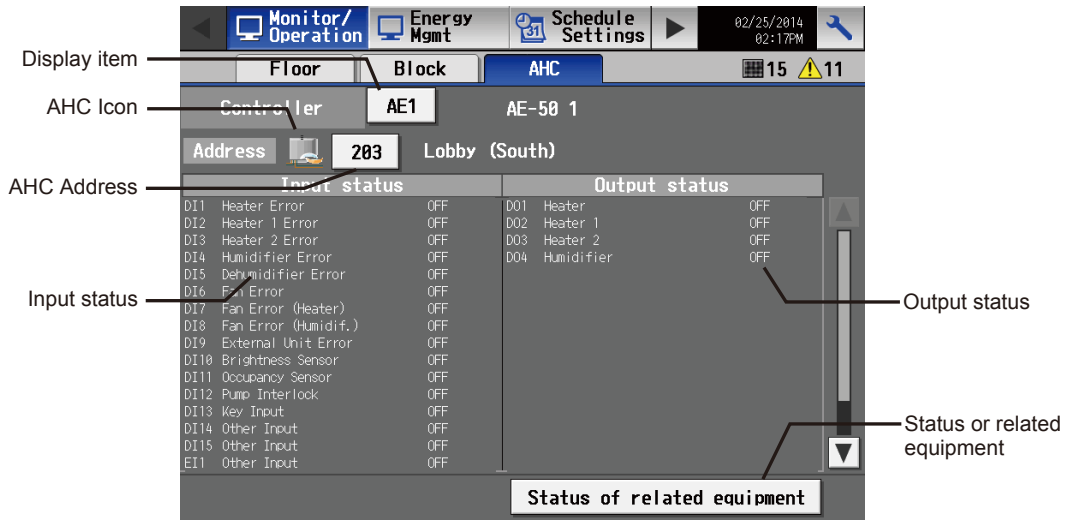 Monitor/ Operation
Energy Mgmt
31 Schedule Settings
02/25/2014 02:17PM
Display item
Floor Block AHC 15 11
AHC Icon
Controller AE1 AE-50 1
Address 203 Lobby (South)
AHC Address
Input status Output status
DI1 Heater Error OFF DO1 Heater OFF
DI2 Heater 1 Error OFF DO2 Heater 1 OFF
DI3 Heater 2 Error OFF DO3 Heater 2 OFF
DI4 Humidifier Error OFF DO4 Humidifier OFF
DI5 Dehumidifier Error OFF
DI6 Fan Error OFF
Input status
Output status
DI7 Fan Error (Heater) OFF
DI8 Fan Error (Humidif.) OFF
DI9 External Unit Error OFF
DI10 Brightness Sensor OFF
DI11 Occupancy Sensor OFF
DI12 Pump Interlock OFF
DI13 Key Input OFF
DI14 Other Input OFF
DI15 Other Input OFF
EI1 Other Input OFF
Status or related
equipment
Status of related equipment